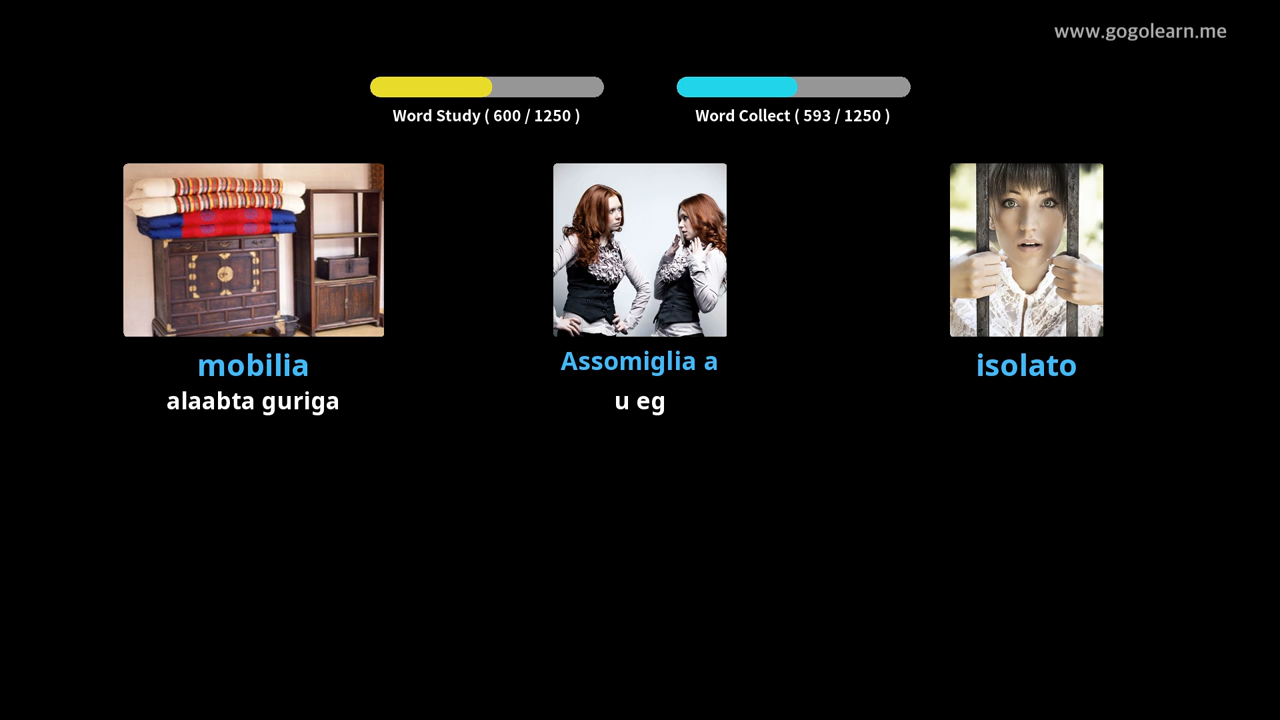 www.gogolearn.me
Word Study ( 600 / 1250 )
Word Collect ( 593 / 1250 )
mobilia
alaabta guriga
Assomiglia a
u eg
isolato